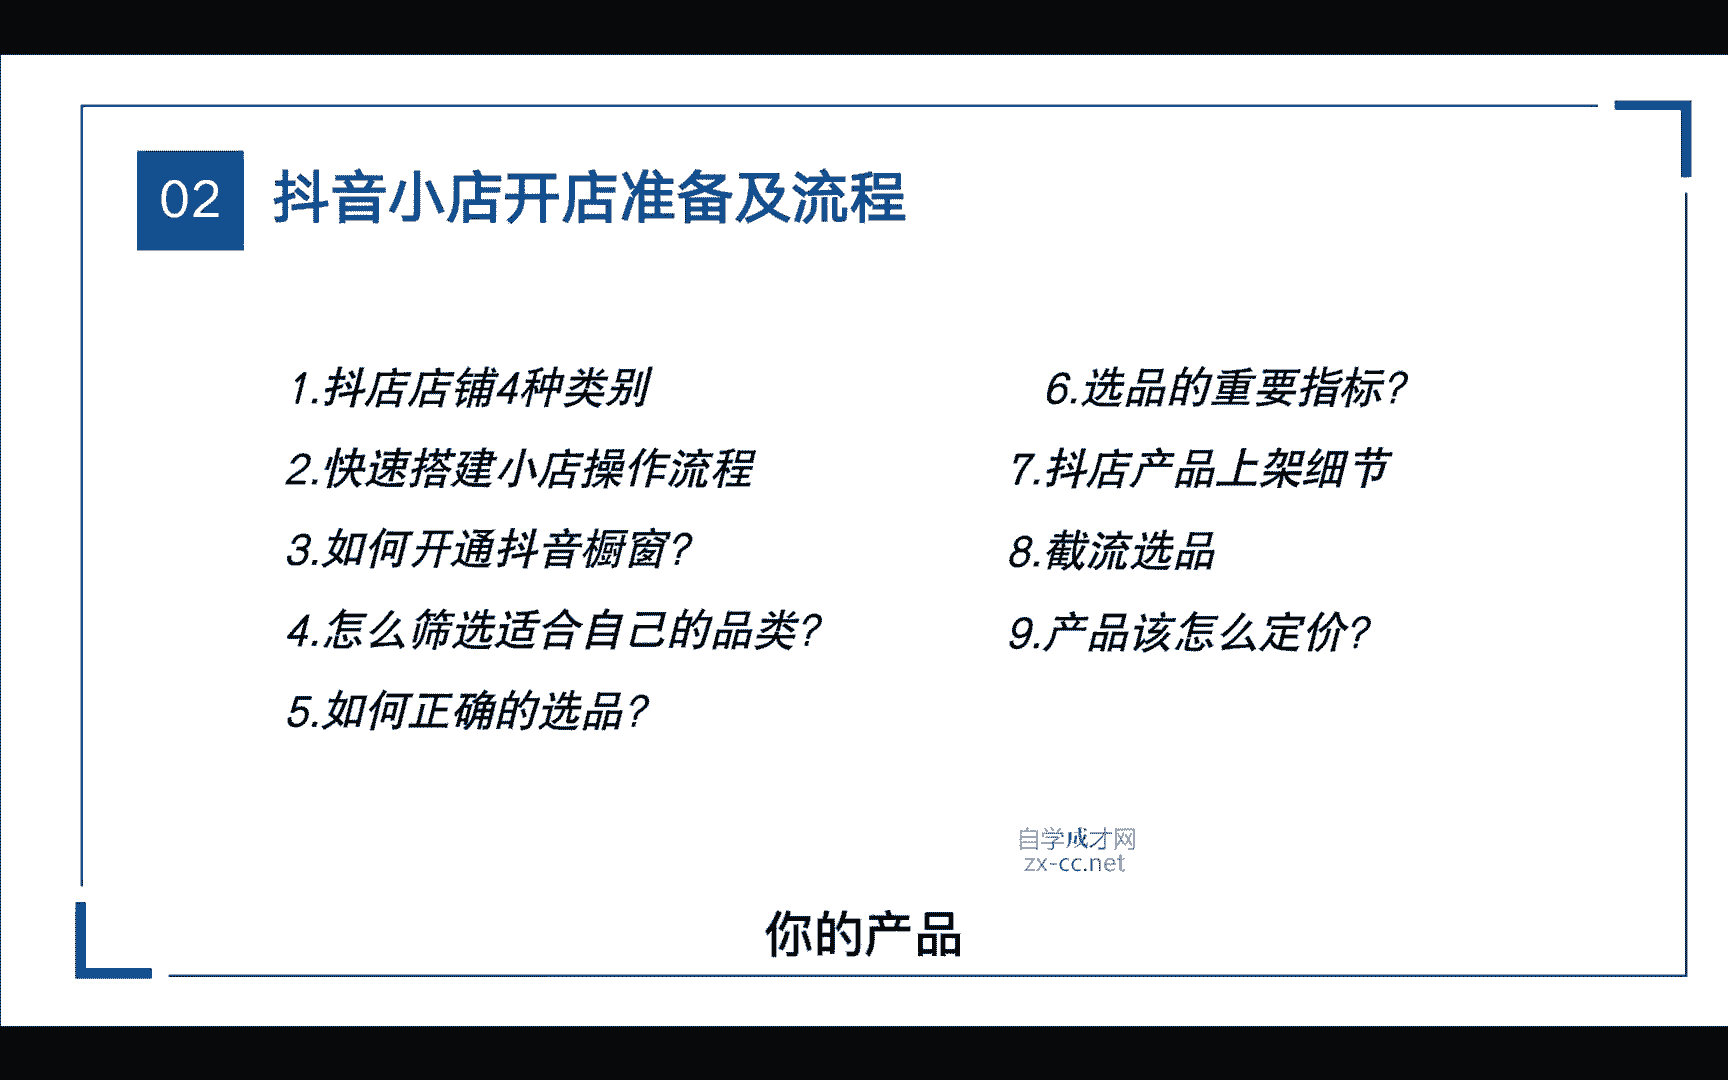 02
抖音小店开店准备及流程
1.抖店店铺4种类别
2.快速搭建小店操作流程
3.如何开通抖音橱窗?
4.怎么筛选适合自己的品类?
5.如何正确的选品?
6.选品的重要指标?
7.抖店产品上架细节
8.截流选品
9.产品该怎么定价?
自学成才网
zx-cc.net
你的产品